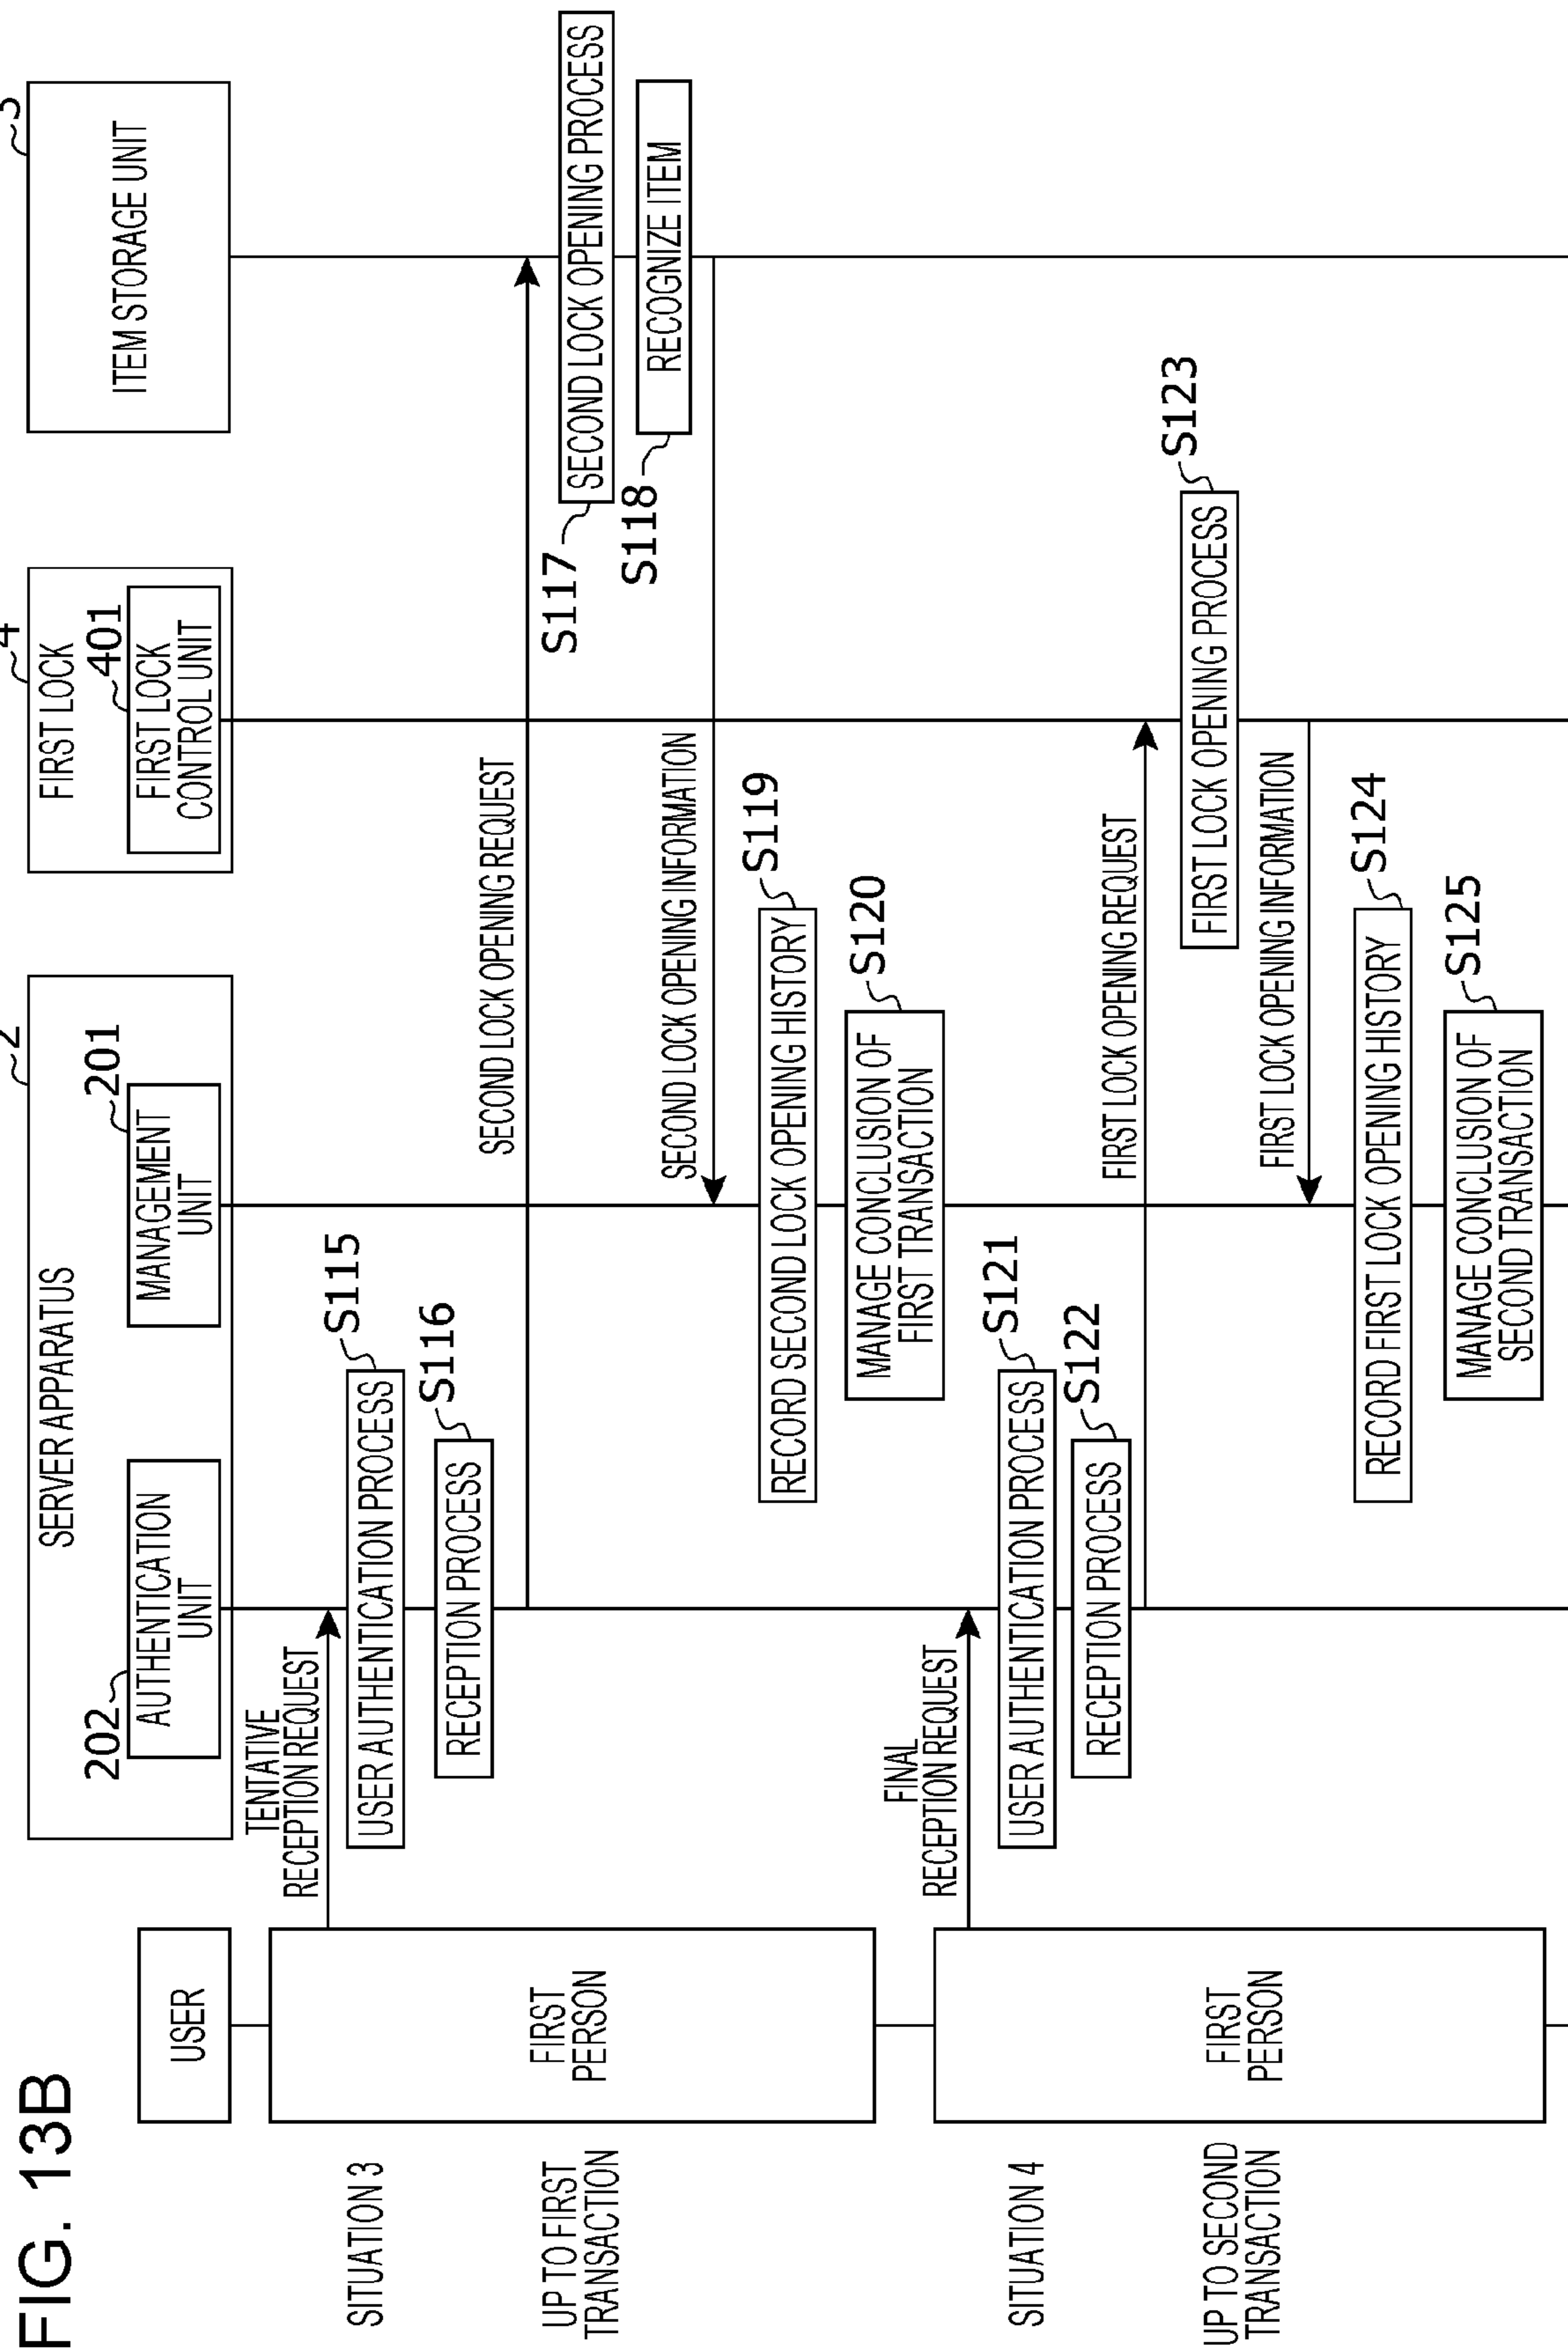 FIG. 13B
USER
2
SERVER APPARATUS
202
AUTHENTICATION
UNIT
201
MANAGEMENT
UNIT
4
FIRST LOCK
401
FIRST LOCK
CONTROL UNIT
3
ITEM STORAGE UNIT
SITUATION 3
UP TO FIRST
TRANSACTION
FIRST
PERSON
TENTATIVE
RECEPTION REQUEST
USER AUTHENTICATION PROCESS
S115
RECEPTION PROCESS
S116
SECOND LOCK OPENING REQUEST
S117
SECOND LOCK OPENING PROCESS
S118
RECOGNIZE ITEM
SECOND LOCK OPENING INFORMATION
RECORD SECOND LOCK OPENING HISTORY
S119
MANAGE CONCLUSION OF
FIRST TRANSACTION
S120
SITUATION 4
UP TO SECOND
TRANSACTION
FIRST
PERSON
FINAL
RECEPTION REQUEST
USER AUTHENTICATION PROCESS
S121
RECEPTION PROCESS
S122
FIRST LOCK OPENING REQUEST
FIRST LOCK OPENING PROCESS
S123
FIRST LOCK OPENING INFORMATION
RECORD FIRST LOCK OPENING HISTORY
S124
MANAGE CONCLUSION OF
SECOND TRANSACTION
S125